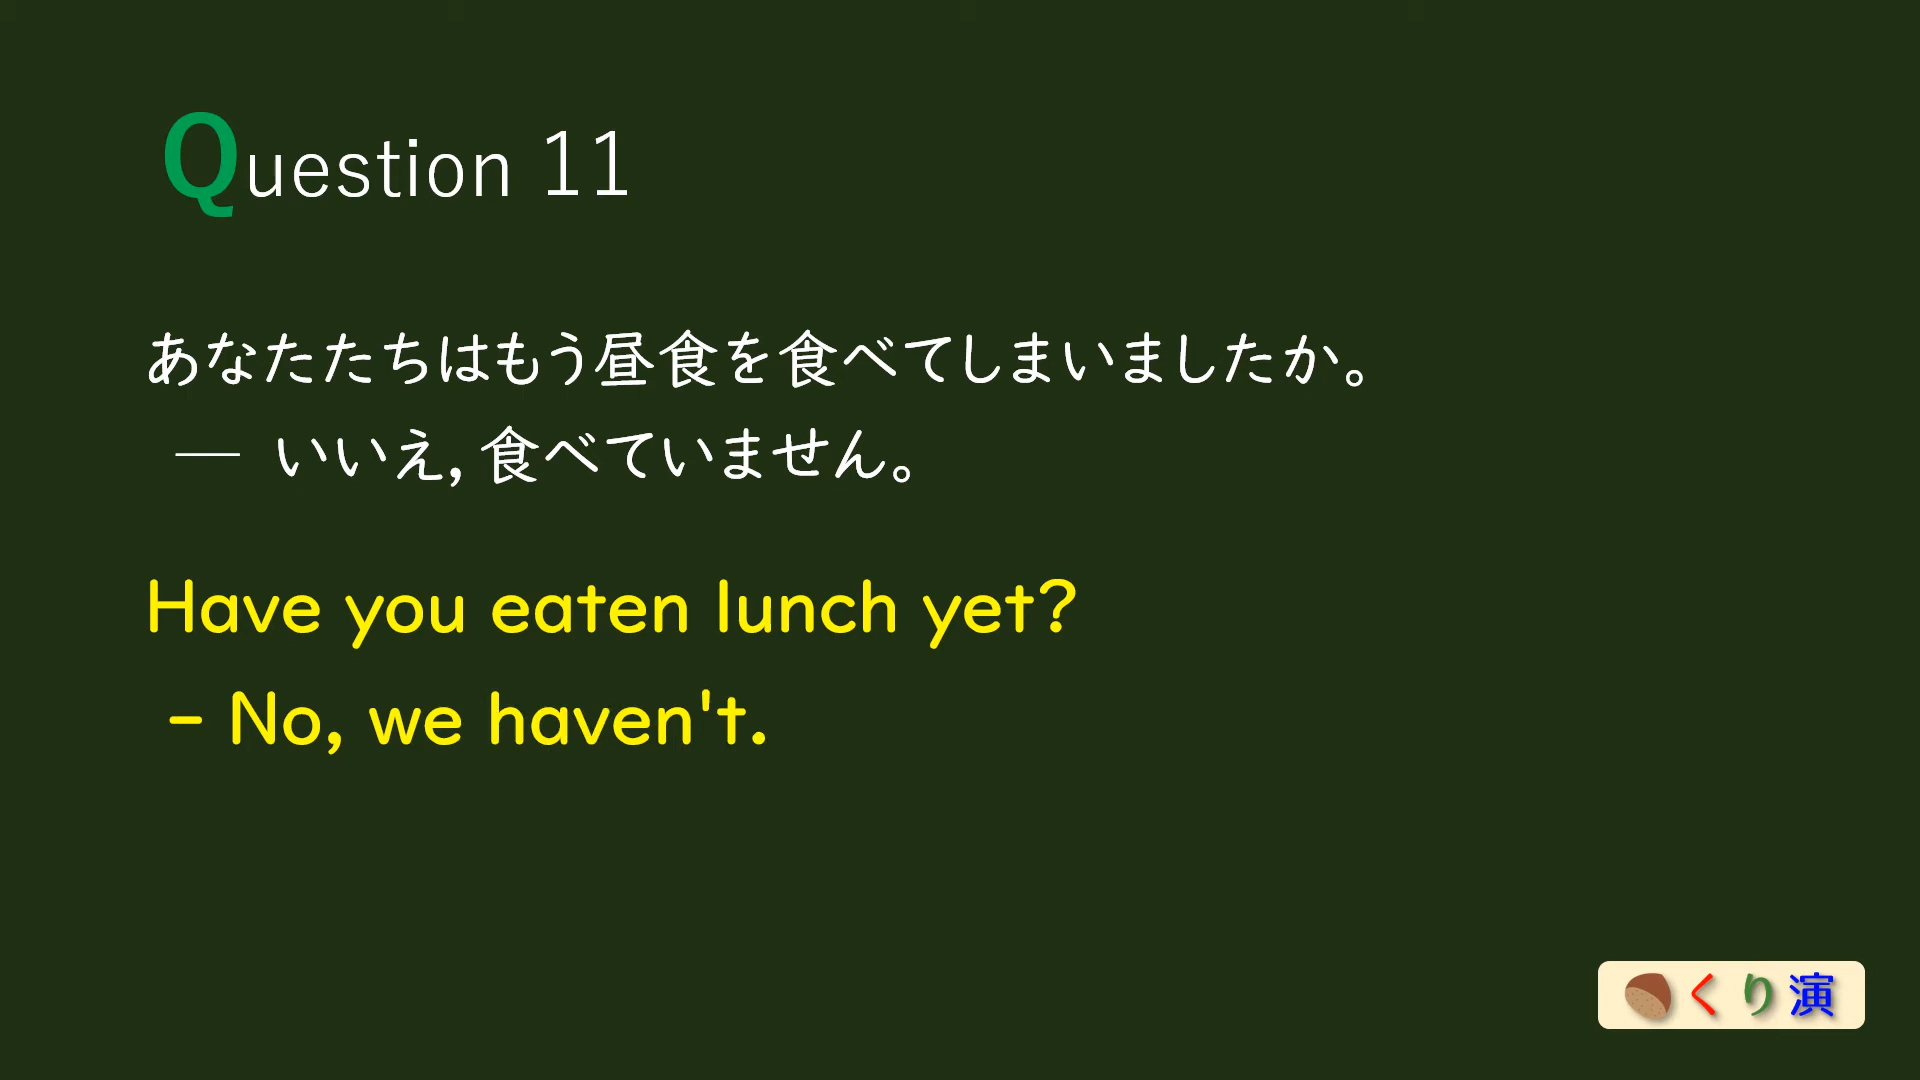 Question 11
あなたたちはもう昼食を食べてしまいましたか。
― いいえ, 食べていません。
Have you eaten lunch yet?
- No, we haven't.
くり演